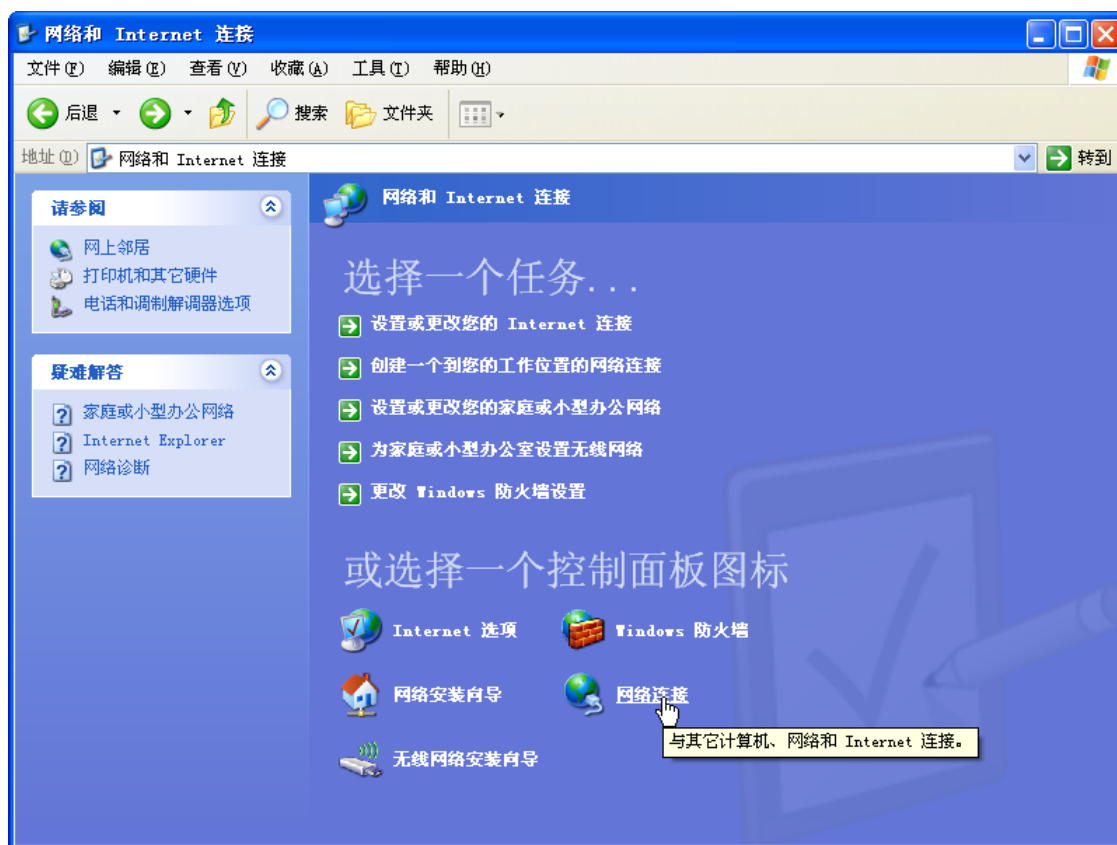 网络和 Internet 连接
文件(F) 编辑(E) 查看(V) 收藏(A) 工具(T) 帮助(H)
后退 搜索 文件夹
地址(D) 网络和 Internet 连接 转到
请参阅
网上邻居
打印机和其它硬件
电话和调制解调器选项
疑难解答
家庭或小型办公网络
Internet Explorer
网络诊断
网络和 Internet 连接
选择一个任务...
设置或更改您的 Internet 连接
创建一个到您的工作位置的网络连接
设置或更改您的家庭或小型办公网络
为家庭或小型办公室设置无线网络
更改 Windows 防火墙设置
或选择一个控制面板图标
Internet 选项 Windows 防火墙
网络安装向导 网络连接
与其它计算机、网络和 Internet 连接。
无线网络安装向导